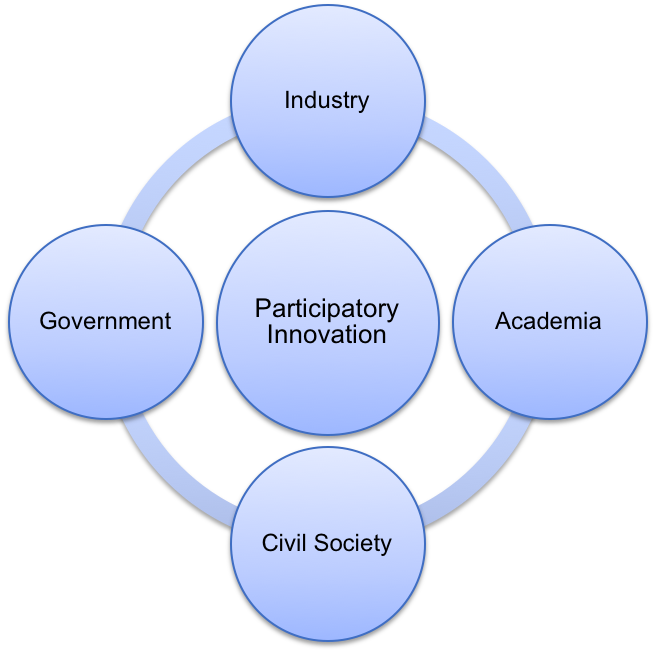 Industry
Government
Participatory
Innovation
Academia
Civil Society